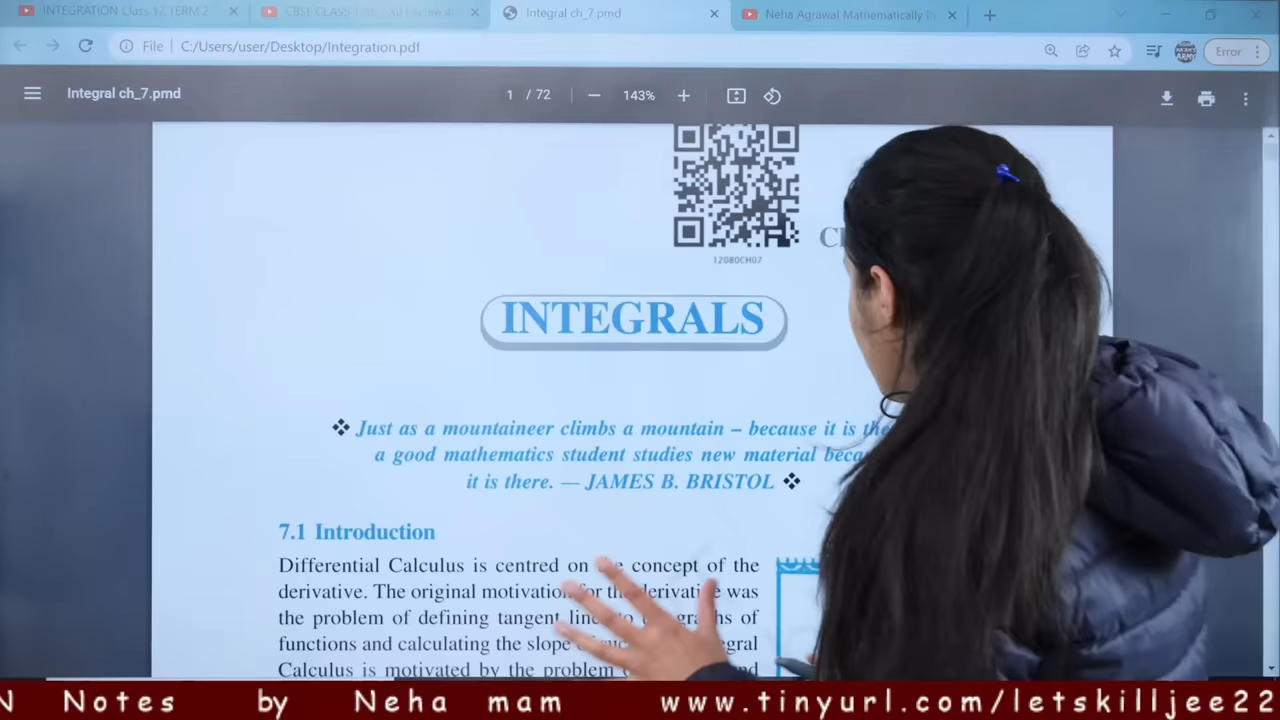 INTEGRATION Class 12 TERM 2
CBSE CLASS
Integral ch_7.pmd
Neha Agrawal Mathematically
File
C:/Users/user/Desktop/Integration.pdf
Error
Integral ch_7.pmd
1 / 72
143%
12080CH07
INTEGRALS
❖ Just as a mountaineer climbs a mountain – because it is
a good mathematics student studies new material
it is there. — JAMES B. BRISTOL ❖
7.1 Introduction
Differential Calculus is centred on concept of the
derivative. The original motivation was
the problem of defining tangent of
functions and calculating the slope
Calculus is motivated by the problem
N Notes by Neha mam www.tinyurl.com/letskilljee22